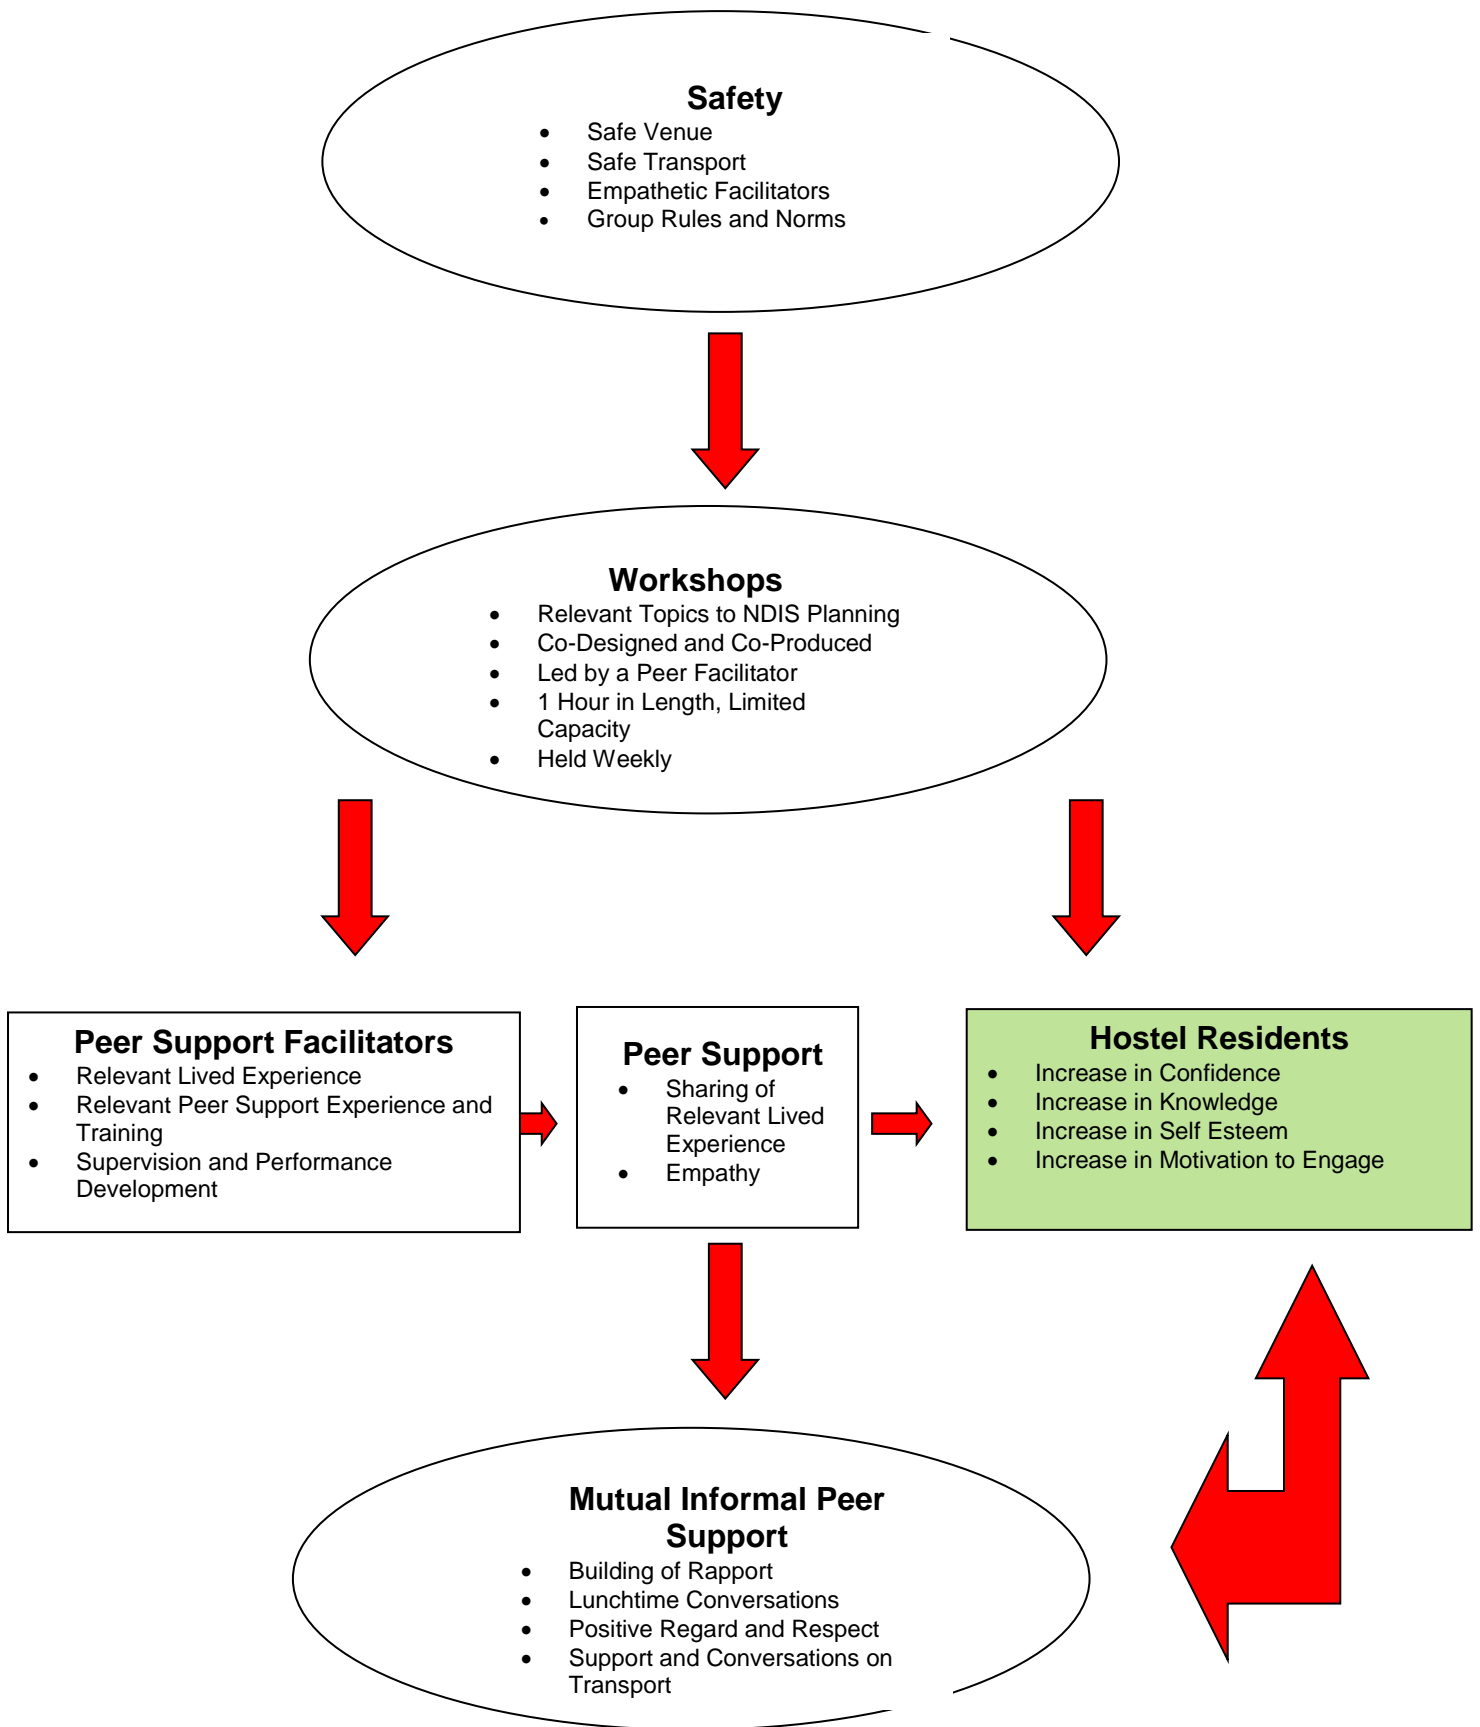 Safety
• Safe Venue
• Safe Transport
• Empathetic Facilitators
• Group Rules and Norms
Workshops
• Relevant Topics to NDIS Planning
• Co-Designed and Co-Produced
• Led by a Peer Facilitator
• 1 Hour in Length, Limited
Capacity
• Held Weekly
Peer Support Facilitators
• Relevant Lived Experience
• Relevant Peer Support Experience and
Training
• Supervision and Performance
Development
Peer Support
• Sharing of
Relevant Lived
Experience
• Empathy
Hostel Residents
• Increase in Confidence
• Increase in Knowledge
• Increase in Self Esteem
• Increase in Motivation to Engage
Mutual Informal Peer
Support
• Building of Rapport
• Lunchtime Conversations
• Positive Regard and Respect
• Support and Conversations on
Transport